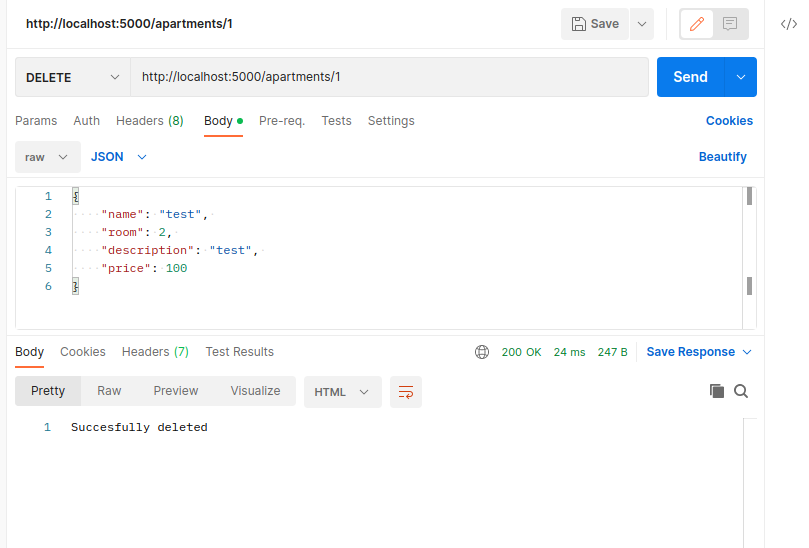 http://localhost:5000/apartments/1 Save </>
DELETE http://localhost:5000/apartments/1 Send
Params Auth Headers (8) Body Pre-req. Tests Settings Cookies
raw JSON Beautify
1 {
2 "name": "test",
3 "room": 2,
4 "description": "test",
5 "price": 100
6 }
Body Cookies Headers (7) Test Results 200 OK 24 ms 247 B Save Response
Pretty Raw Preview Visualize HTML
1 Succesfully deleted